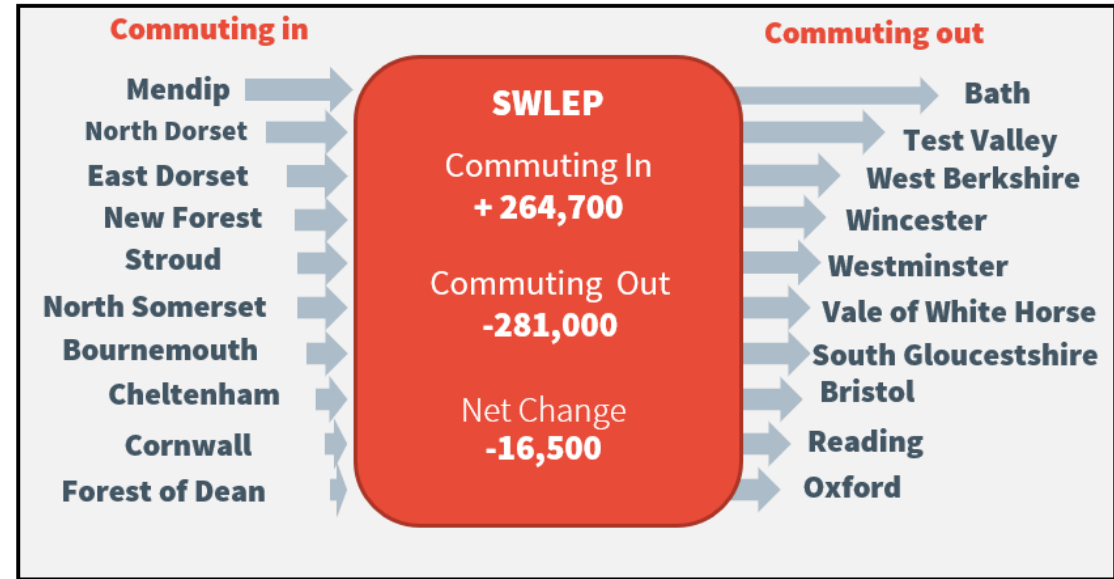 Commuting in
Mendip
North Dorset
East Dorset
New Forest
Stroud
North Somerset
Bournemouth
Cheltenham
Cornwall
Forest of Dean
SWLEP
Commuting In
+ 264,700
Commuting Out
-281,000
Net Change
-16,500
Commuting out
Bath
Test Valley
West Berkshire
Wincester
Westminster
Vale of White Horse
South Gloucestshire
Bristol
Reading
Oxford